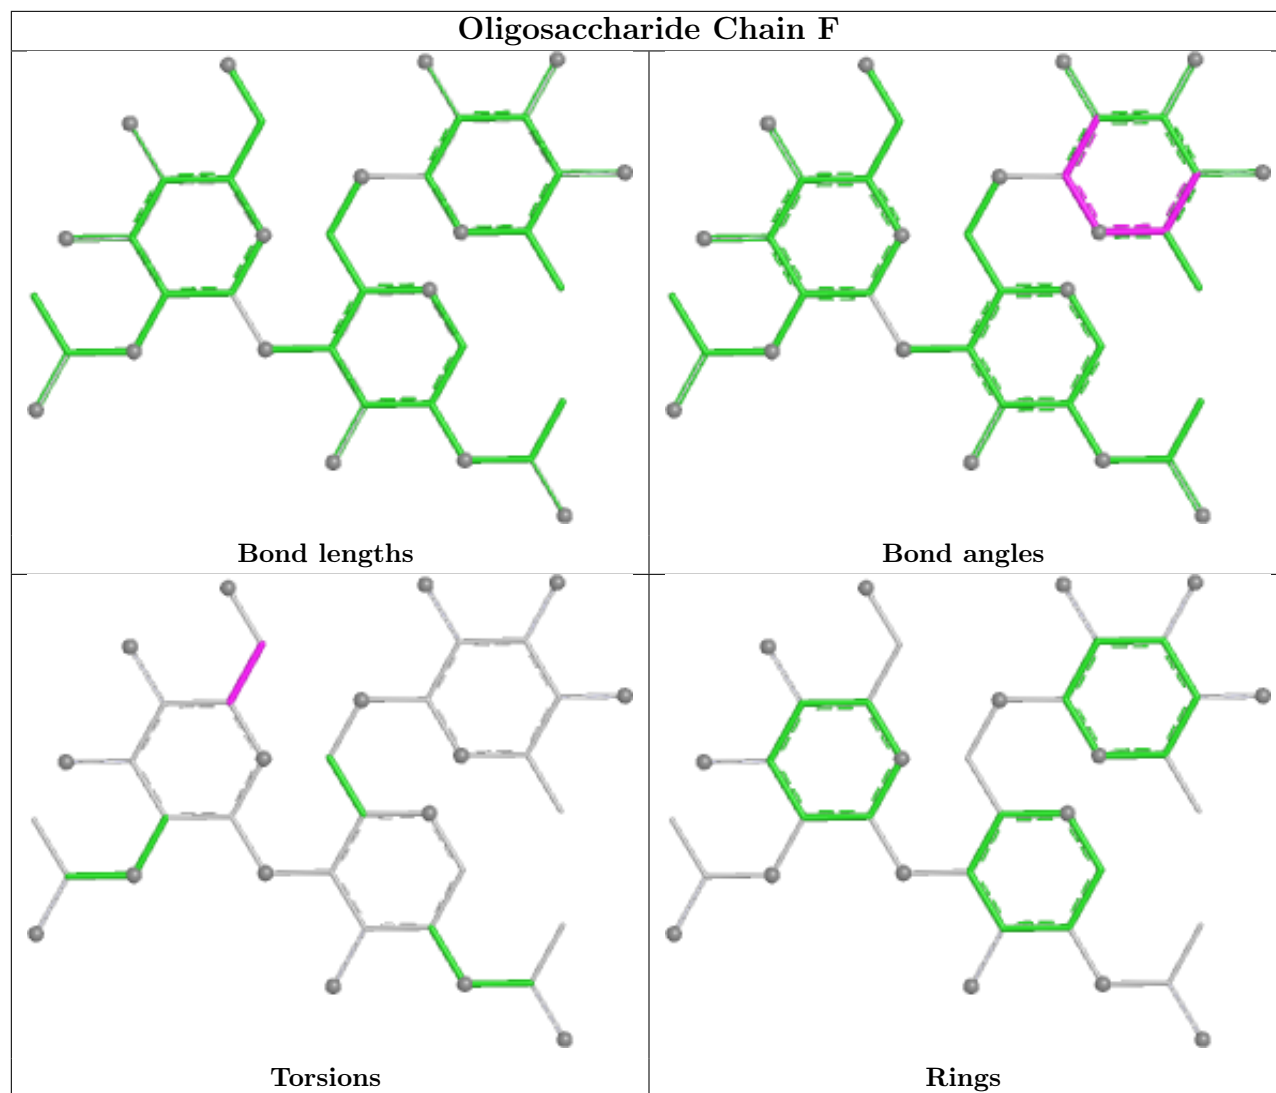 Oligosaccharide Chain F
Bond lengths
Bond angles
Torsions
Rings